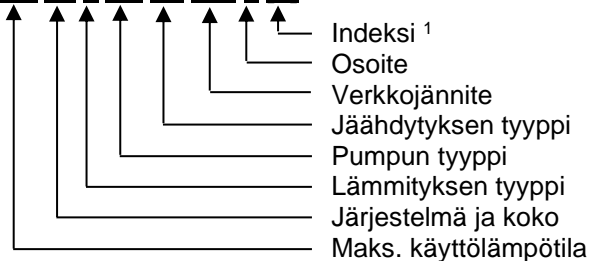 Indeksi ¹
Osoite
Verkkojännite
Jäähdytyksen tyyppi
Pumpun tyyppi
Lämmityksen tyyppi
Järjestelmä ja koko
Maks. käyttölämpötila